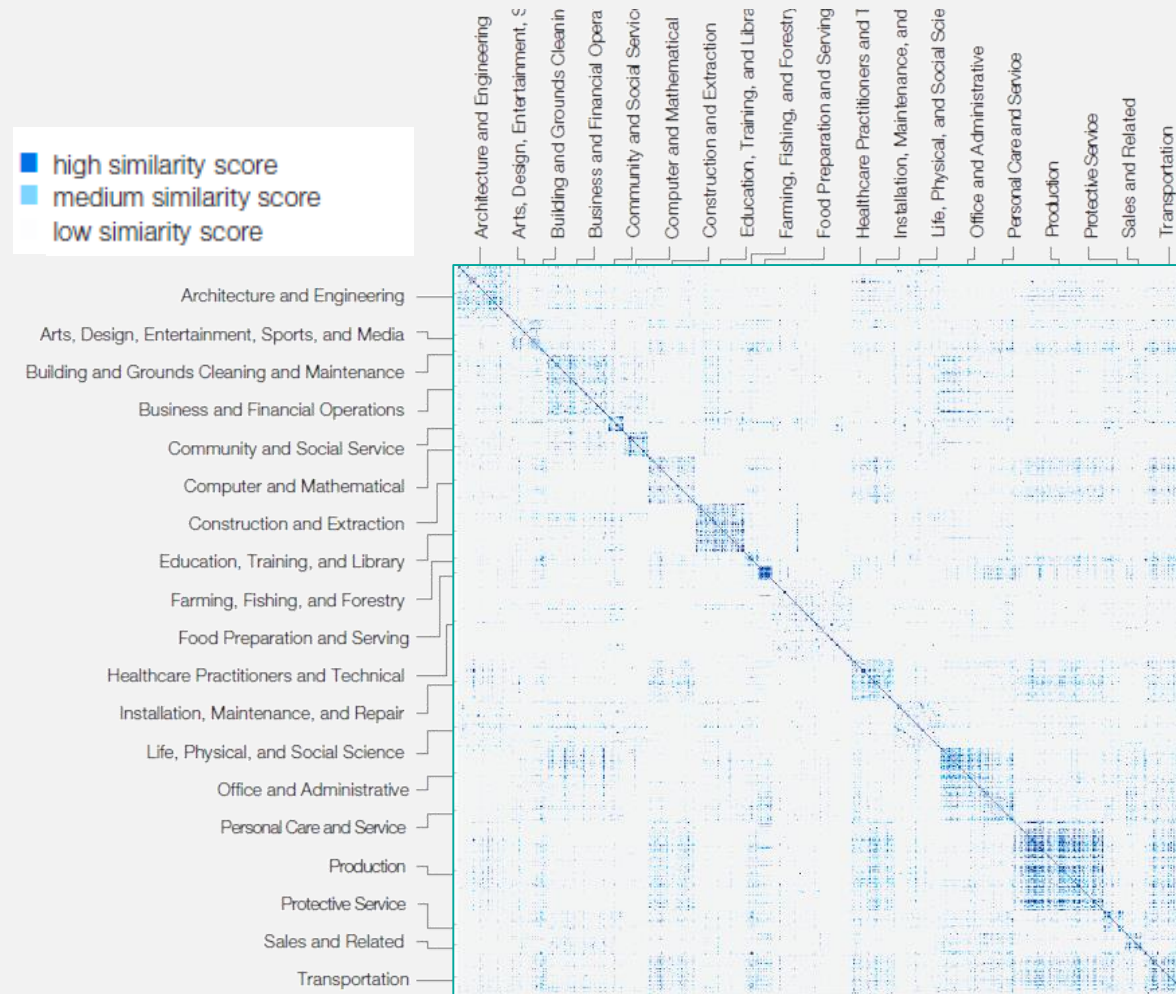 high similarity score
medium similarity score
low simiarity score
Architecture and Engineering
Arts, Design, Entertainment, S
Building and Grounds Cleanin
Business and Financial Opera
Community and Social Servic
Computer and Mathematical
Construction and Extraction
Education, Training, and Libra
Farming, Fishing, and Forestry
Food Preparation and Serving
Healthcare Practitioners and T
Installation, Maintenance, and
Life, Physical, and Social Scie
Office and Administrative
Personal Care and Service
Production
Protective Service
Sales and Related
Transportation
Architecture and Engineering
Arts, Design, Entertainment, Sports, and Media
Building and Grounds Cleaning and Maintenance
Business and Financial Operations
Community and Social Service
Computer and Mathematical
Construction and Extraction
Education, Training, and Library
Farming, Fishing, and Forestry
Food Preparation and Serving
Healthcare Practitioners and Technical
Installation, Maintenance, and Repair
Life, Physical, and Social Science
Office and Administrative
Personal Care and Service
Production
Protective Service
Sales and Related
Transportation